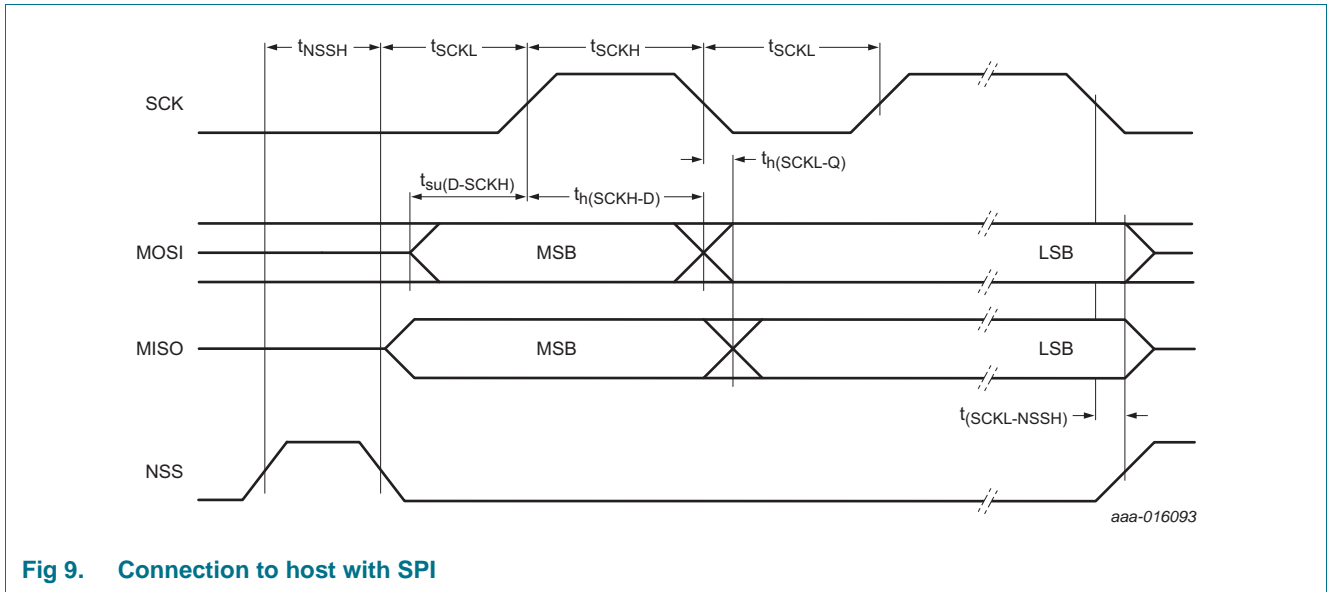 tNSSH tSCKL tSCKH tSCKL
SCK
th(SCKL-Q)
tsu(D-SCKH) th(SCKH-D)
MOSI MSB LSB
MISO MSB LSB
t(SCKL-NSSH)
NSS
aaa-016093
Fig 9. Connection to host with SPI